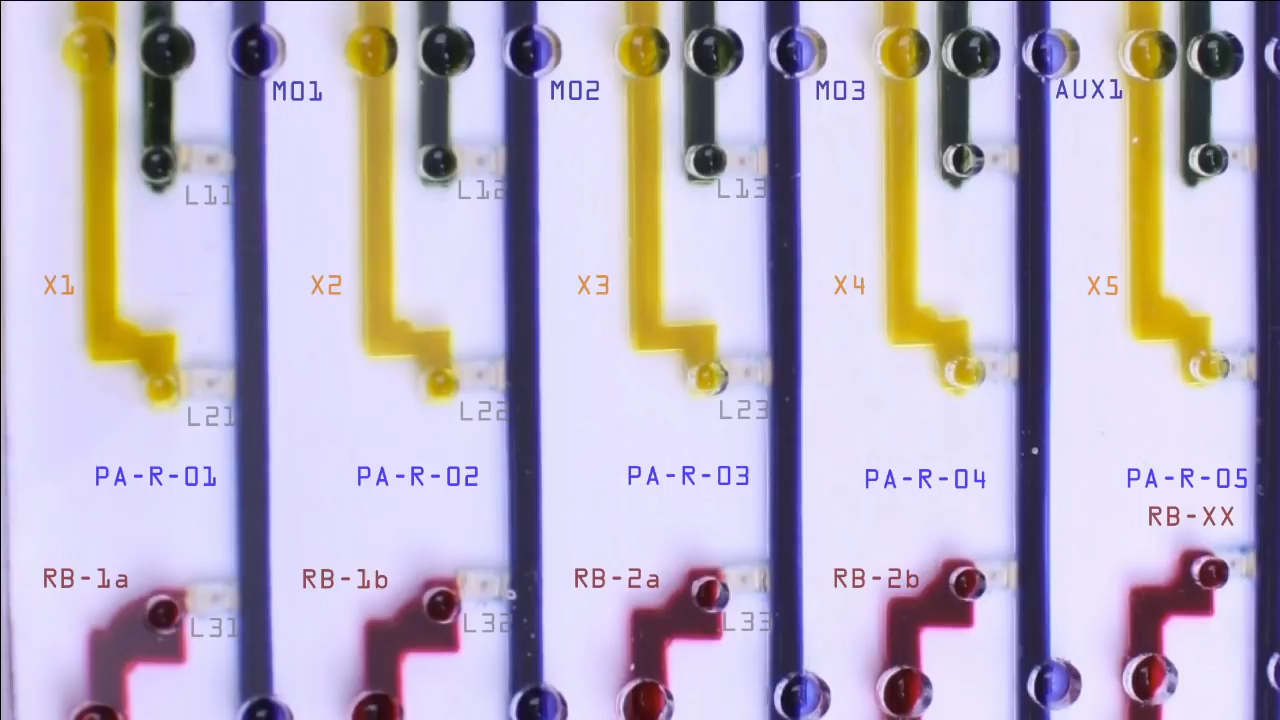 M01 M02 M03 AUX1
L11 L12 L13
X1 X2 X3 X4 X5
L21 L22 L23
PA-R-01 PA-R-02 PA-R-03 PA-R-04 PA-R-05
RB-XX
RB-1a RB-1b RB-2a RB-2b
L31 L32 L33